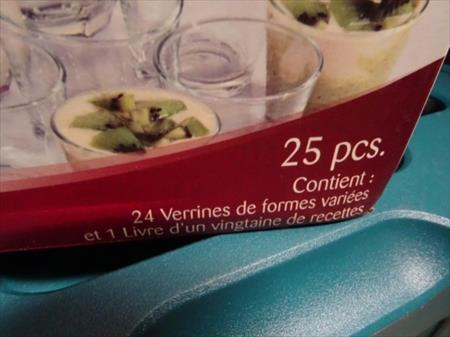 25 pcs.
Contient :
24 Verrines de formes variées
et 1 Livre d'un vingtaine de recettes